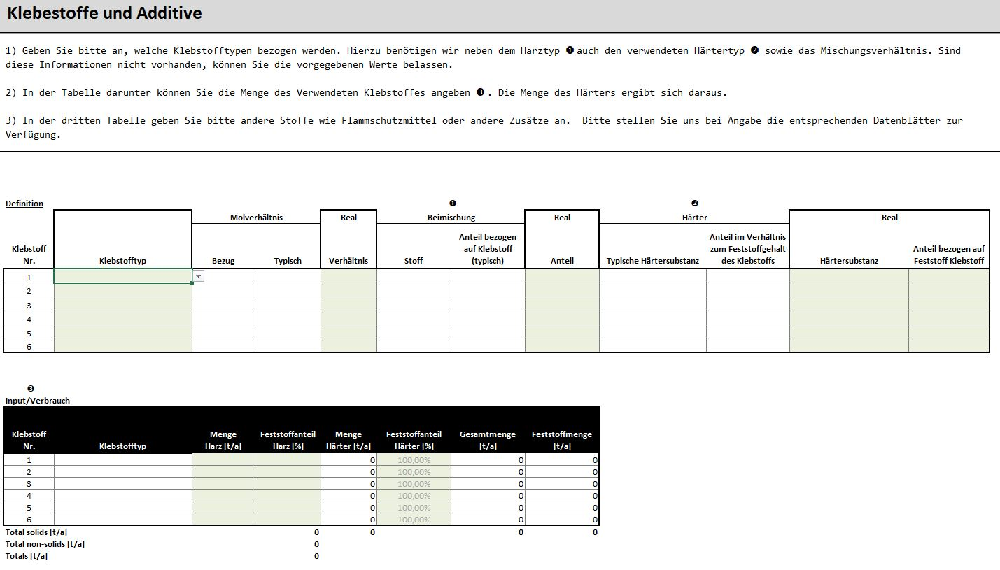 Klebestoffe und Additive
1) Geben Sie bitte an, welche Klebstofftypen bezogen werden. Hierzu benötigen wir neben dem Harztyp ❶ auch den verwendeten Härtertyp ❷ sowie das Mischungsverhältnis. Sind
diese Informationen nicht vorhanden, können Sie die vorgegebenen Werte belassen.
2) In der Tabelle darunter können Sie die Menge des Verwendeten Klebstoffes angeben ❸. Die Menge des Härters ergibt sich daraus.
3) In der dritten Tabelle geben Sie bitte andere Stoffe wie Flammschutzmittel oder andere Zusätze an. Bitte stellen Sie uns bei Angabe die entsprechenden Datenblätter zur
Verfügung.
Definition ❶ ❷
Molverhältnis Real Beimischung Real Härter Real
Anteil bezogen Anteil im Verhältnis
Klebstoff auf Klebstoff zum Feststoffgehalt Anteil bezogen auf
Nr. Klebstofftyp Bezug Typisch Verhältnis Stoff (typisch) Anteil Typische Härtersubstanz des Klebstoffs Härtersubstanz Feststoff Klebstoff
1
2
3
4
5
6
❸
Input/Verbrauch
Klebstoff Menge Feststoffanteil Menge Feststoffanteil Gesamtmenge Feststoffmenge
Nr. Klebstofftyp Harz [t/a] Harz [%] Härter [t/a] Härter [%] [t/a] [t/a]
1 0 100,00% 0 0
2 0 100,00% 0 0
3 0 100,00% 0 0
4 0 100,00% 0 0
5 0 100,00% 0 0
6 0 100,00% 0 0
Total solids [t/a] 0 0 0 0
Total non-solids [t/a] 0
Totals [t/a] 0